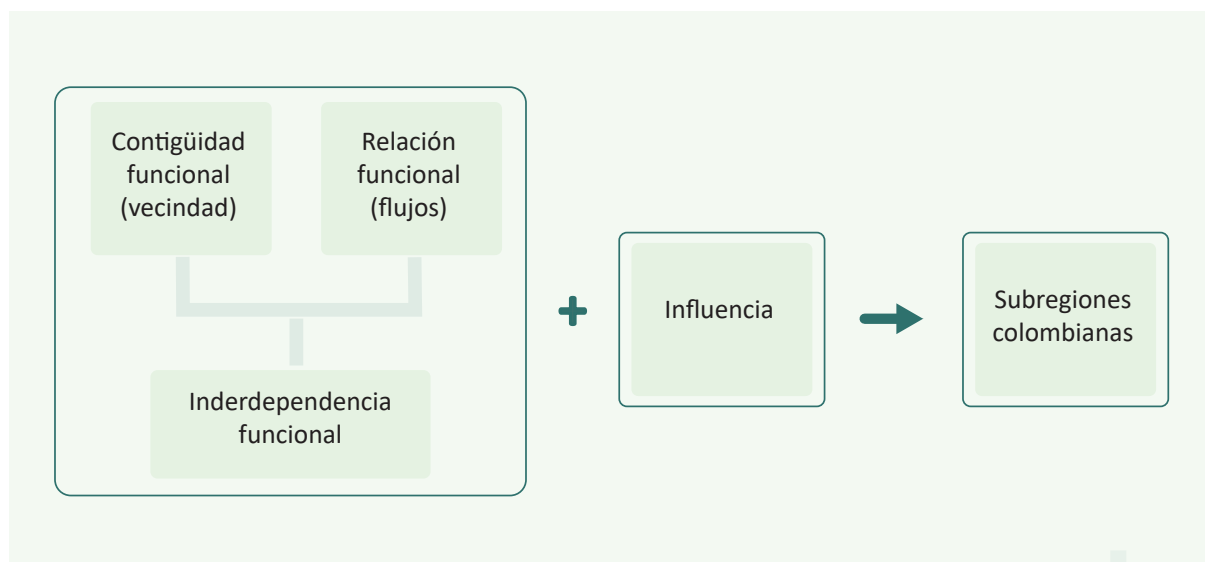 Contigüidad
funcional
(vecindad)
Relación
funcional
(flujos)
Inderdependencia
funcional
+
Influencia
Subregiones
colombianas